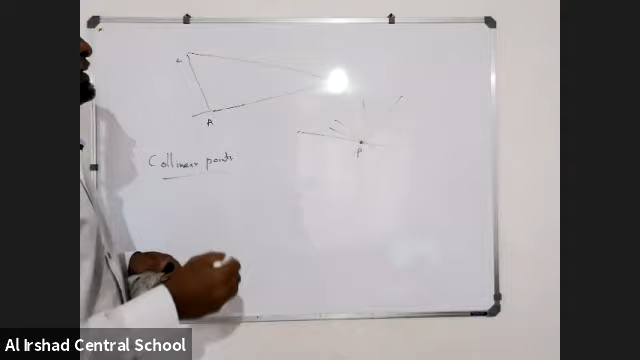 C
A
P
Collinear points
Al Irshad Central School